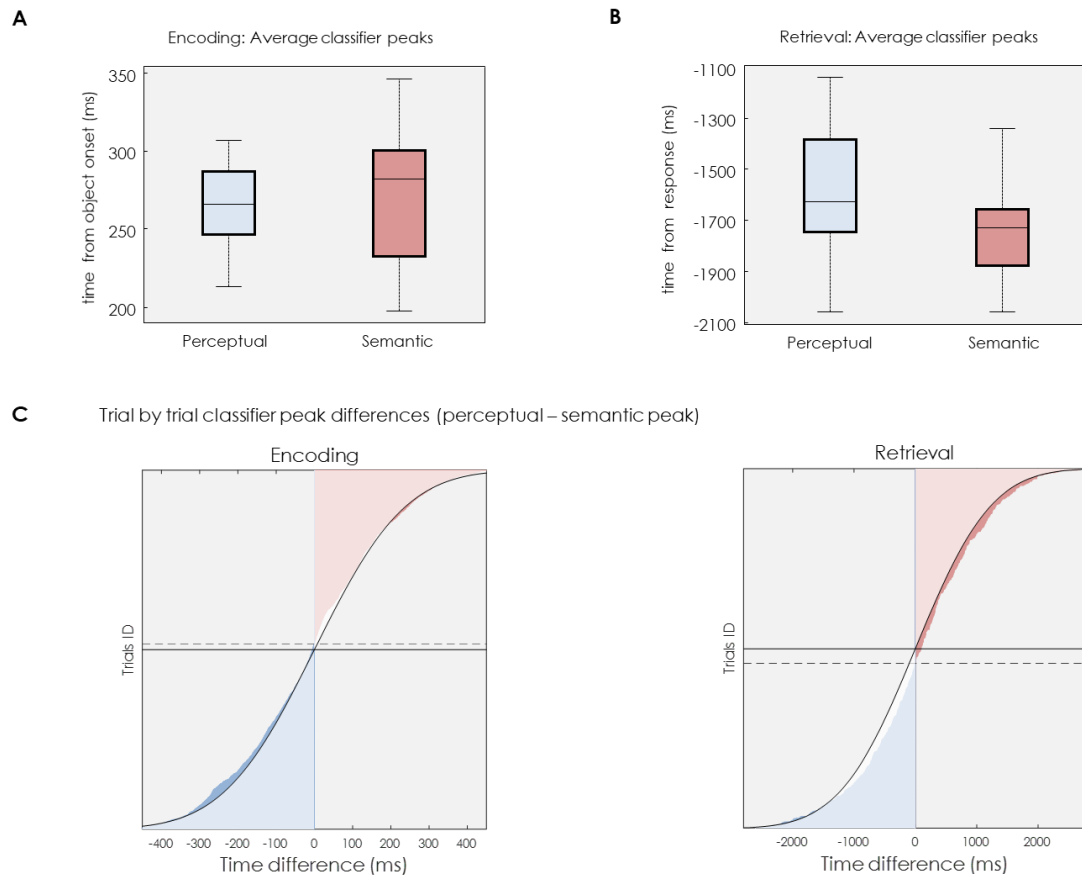 A
Encoding: Average classifier peaks
time from object onset (ms)
350
300
250
200
Perceptual Semantic
B
Retrieval: Average classifier peaks
time from response (ms)
-1100
-1300
-1500
-1700
-1900
-2100
Perceptual Semantic
C Trial by trial classifier peak differences (perceptual – semantic peak)
Encoding
Trials ID
-400 -300 -200 -100 0 100 200 300 400
Time difference (ms)
Retrieval
Trials ID
-2000 -1000 0 1000 2000
Time difference (ms)